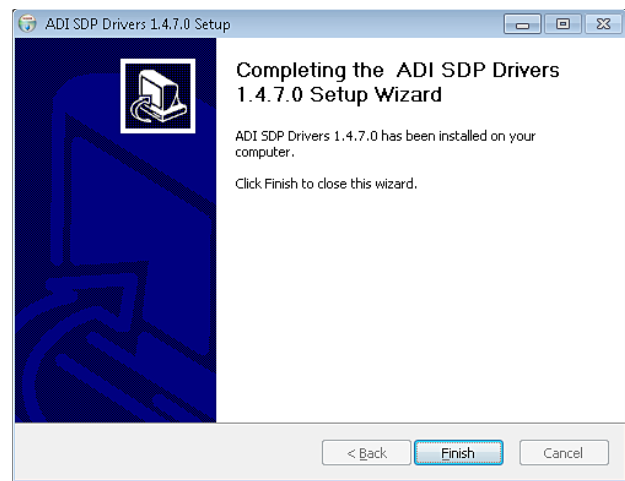 ADI SDP Drivers 1.4.7.0 Setup
Completing the ADI SDP Drivers
1.4.7.0 Setup Wizard
ADI SDP Drivers 1.4.7.0 has been installed on your
computer.
Click Finish to close this wizard.
< Back Finish Cancel